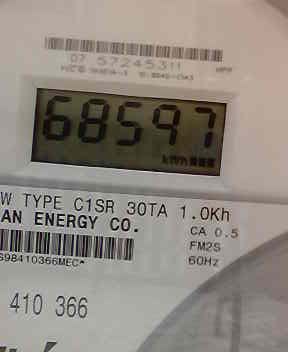 07 57245311
68597
kWh
W TYPE C1SR 30TA 1.0Kh
AN ENERGY CO.
CA 0.5
FM2S
60Hz
S98410366MEC*
410 366